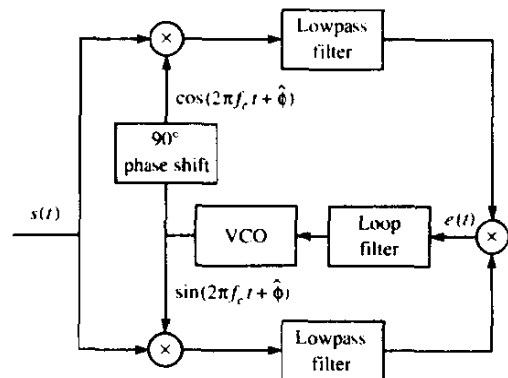 Lowpass
filter
cos(2πf_c t + φ̂)
90°
phase shift
s(t)
VCO
Loop
filter
e(t)
×
×
×
sin(2πf_c t + φ̂)
Lowpass
filter